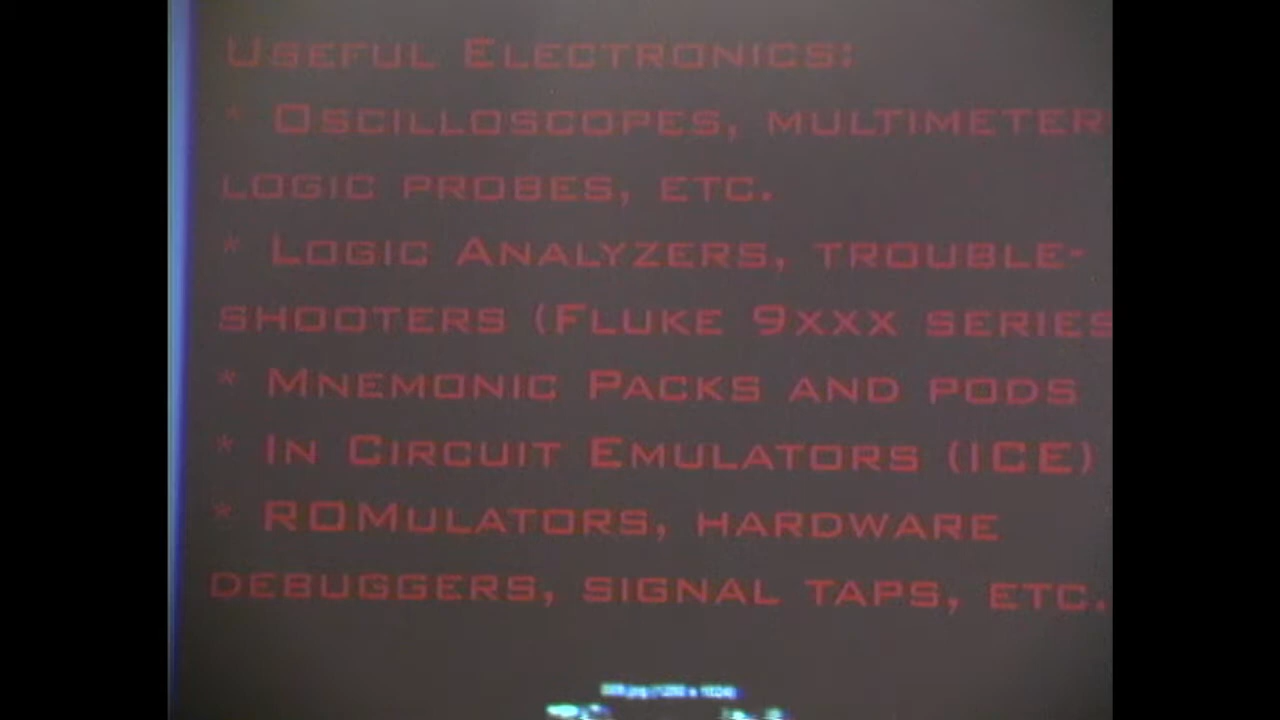 Useful Electronics:
* Oscilloscopes, multimeter
logic probes, etc.
* Logic Analyzers, trouble-
shooters (Fluke 9xxx series
* Mnemonic Packs and pods
* In Circuit Emulators (ICE)
* ROMulators, hardware
debuggers, signal taps, etc.